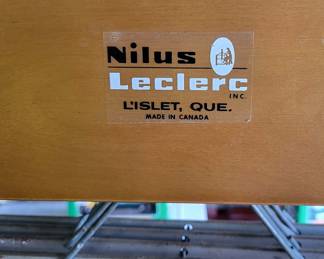 Nilus
Leclerc
INC.
L'ISLET, QUE.
MADE IN CANADA